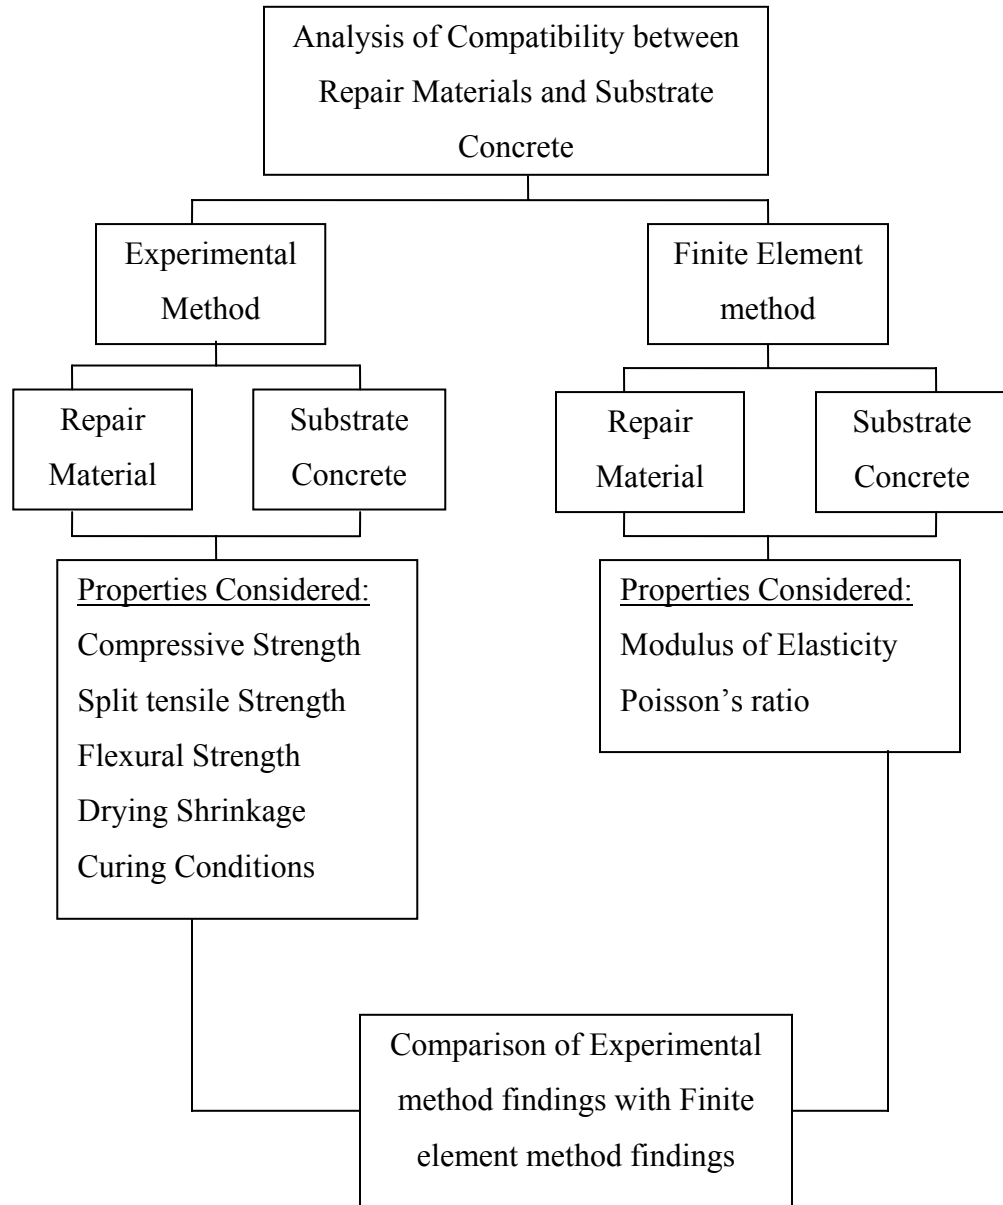 Analysis of Compatibility between
Repair Materials and Substrate
Concrete
Experimental
Method
Finite Element
method
Repair
Material
Substrate
Concrete
Repair
Material
Substrate
Concrete
Properties Considered:
Compressive Strength
Split tensile Strength
Flexural Strength
Drying Shrinkage
Curing Conditions
Properties Considered:
Modulus of Elasticity
Poisson’s ratio
Comparison of Experimental
method findings with Finite
element method findings